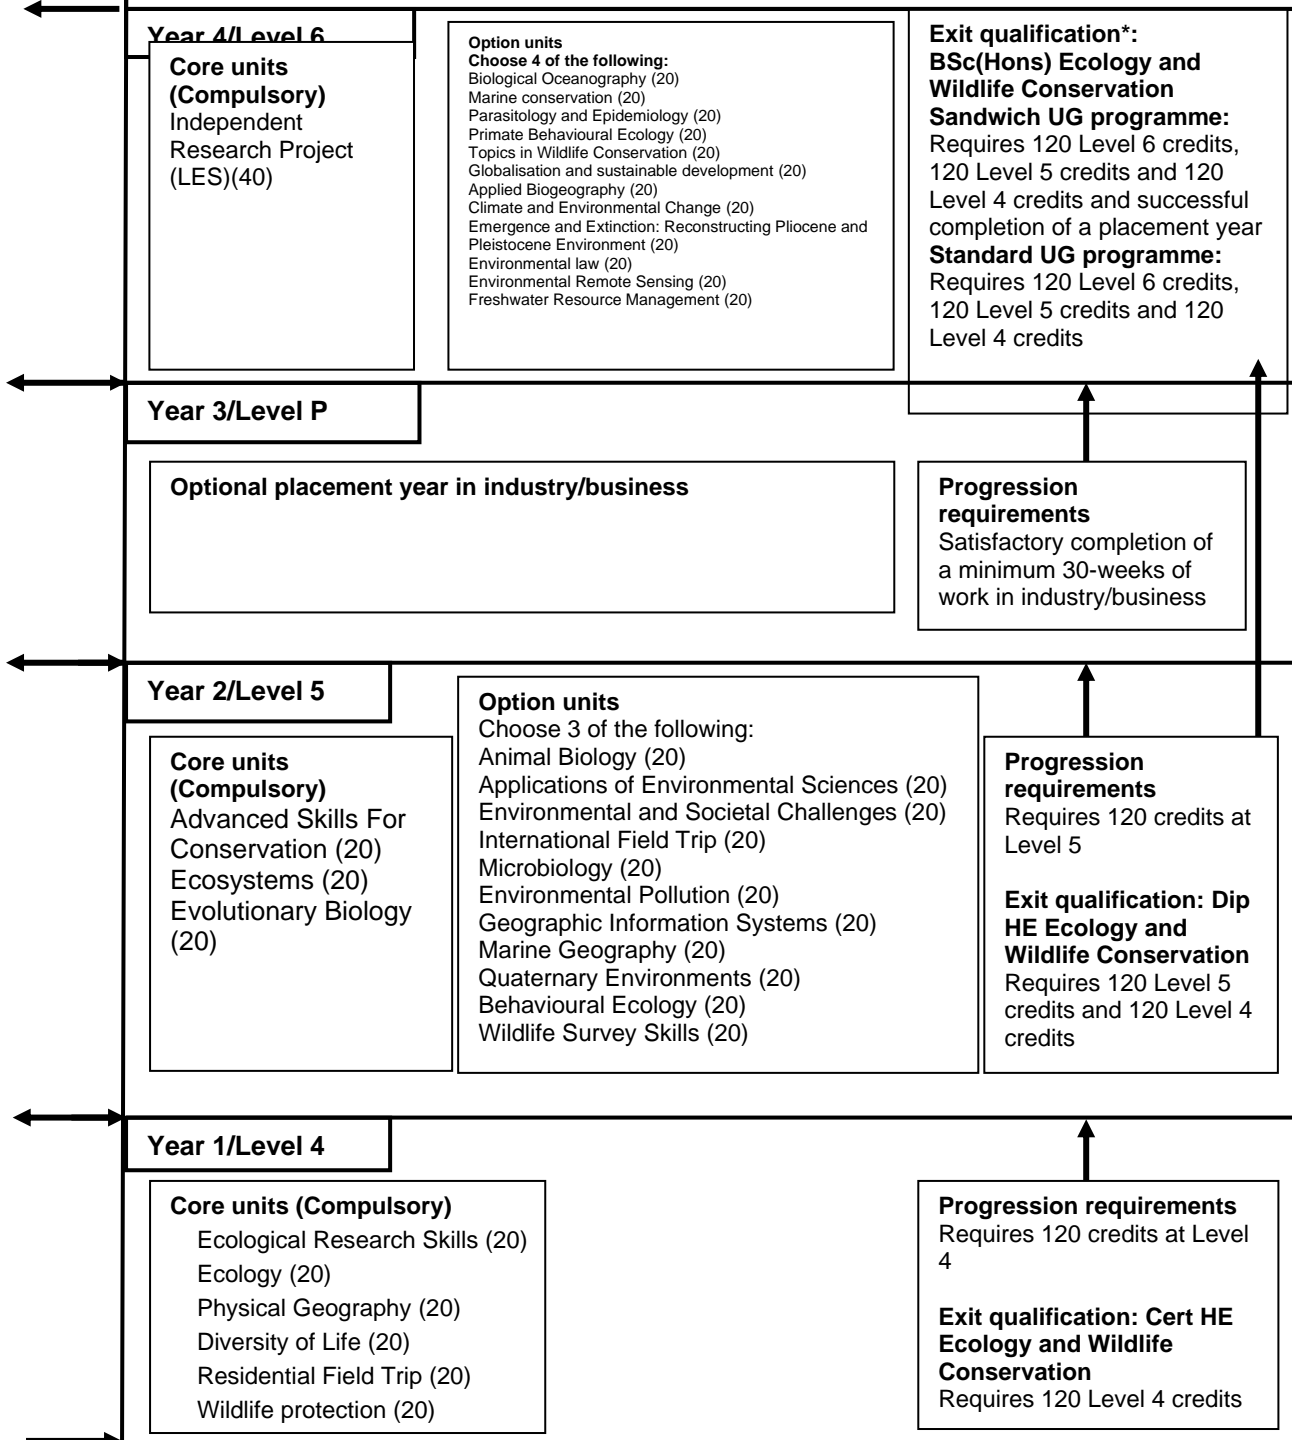 Year 4/Level 6
Core units
(Compulsory)
Independent
Research Project
(LES)(40)
Option units
Choose 4 of the following:
Biological Oceanography (20)
Marine conservation (20)
Parasitology and Epidemiology (20)
Primate Behavioural Ecology (20)
Topics in Wildlife Conservation (20)
Globalisation and sustainable development (20)
Applied Biogeography (20)
Climate and Environmental Change (20)
Emergence and Extinction: Reconstructing Pliocene and
Pleistocene Environment (20)
Environmental law (20)
Environmental Remote Sensing (20)
Freshwater Resource Management (20)
Exit qualification*:
BSc(Hons) Ecology and
Wildlife Conservation
Sandwich UG programme:
Requires 120 Level 6 credits,
120 Level 5 credits and 120
Level 4 credits and successful
completion of a placement year
Standard UG programme:
Requires 120 Level 6 credits,
120 Level 5 credits and 120
Level 4 credits
Year 3/Level P
Optional placement year in industry/business
Progression
requirements
Satisfactory completion of
a minimum 30-weeks of
work in industry/business
Year 2/Level 5
Core units
(Compulsory)
Advanced Skills For
Conservation (20)
Ecosystems (20)
Evolutionary Biology
(20)
Option units
Choose 3 of the following:
Animal Biology (20)
Applications of Environmental Sciences (20)
Environmental and Societal Challenges (20)
International Field Trip (20)
Microbiology (20)
Environmental Pollution (20)
Geographic Information Systems (20)
Marine Geography (20)
Quaternary Environments (20)
Behavioural Ecology (20)
Wildlife Survey Skills (20)
Progression
requirements
Requires 120 credits at
Level 5
Exit qualification: Dip
HE Ecology and
Wildlife Conservation
Requires 120 Level 5
credits and 120 Level 4
credits
Year 1/Level 4
Core units (Compulsory)
Ecological Research Skills (20)
Ecology (20)
Physical Geography (20)
Diversity of Life (20)
Residential Field Trip (20)
Wildlife protection (20)
Progression requirements
Requires 120 credits at Level
4
Exit qualification: Cert HE
Ecology and Wildlife
Conservation
Requires 120 Level 4 credits